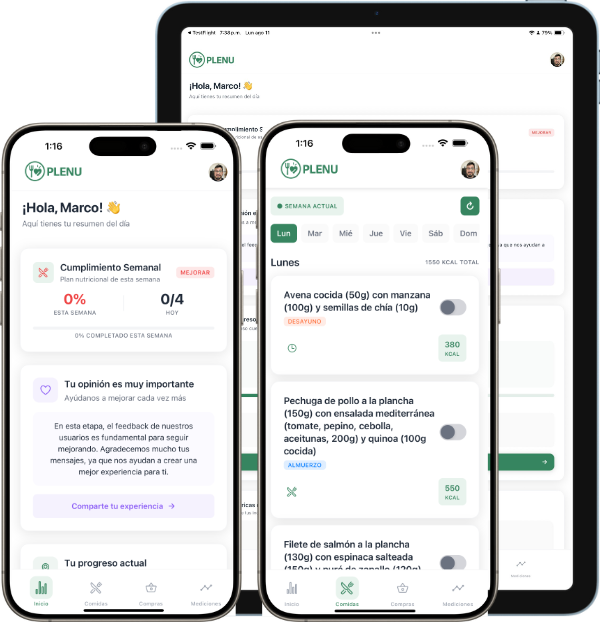 TestFlight 7:38 p.m. Lun ago 11
79%
PLENU
¡Hola, Marco! 👋
Aquí tienes tu resumen del día
MEJORAR
1:16
PLENU
¡Hola, Marco! 👋
Aquí tienes tu resumen del día
Cumplimiento Semanal
Plan nutricional de esta semana
MEJORAR
0%
ESTA SEMANA
0/4
HOY
0% COMPLETADO ESTA SEMANA
Tu opinión es muy importante
Ayúdanos a mejorar cada vez más
En esta etapa, el feedback de nuestros
usuarios es fundamental para seguir
mejorando. Agradecemos mucho tus
mensajes, ya que nos ayudan a crear una
mejor experiencia para ti.
Comparte tu experiencia →
Tu progreso actual
Inicio
Comidas
Compras
Mediciones
1:16
PLENU
SEMANA ACTUAL
Lun
Mar
Mié
Jue
Vie
Sáb
Dom
Lunes
1550 KCAL TOTAL
Avena cocida (50g) con manzana
(100g) y semillas de chía (10g)
DESAYUNO
380
KCAL
Pechuga de pollo a la plancha
(150g) con ensalada mediterránea
(tomate, pepino, cebolla,
aceitunas, 200g) y quinoa (100g
cocida)
ALMUERZO
550
KCAL
Filete de salmón a la plancha
(130g) con espinaca salteada
(150g) y puré de zapallo (120g)
Inicio
Comidas
Compras
Mediciones
que nos ayudan a
Mediciones